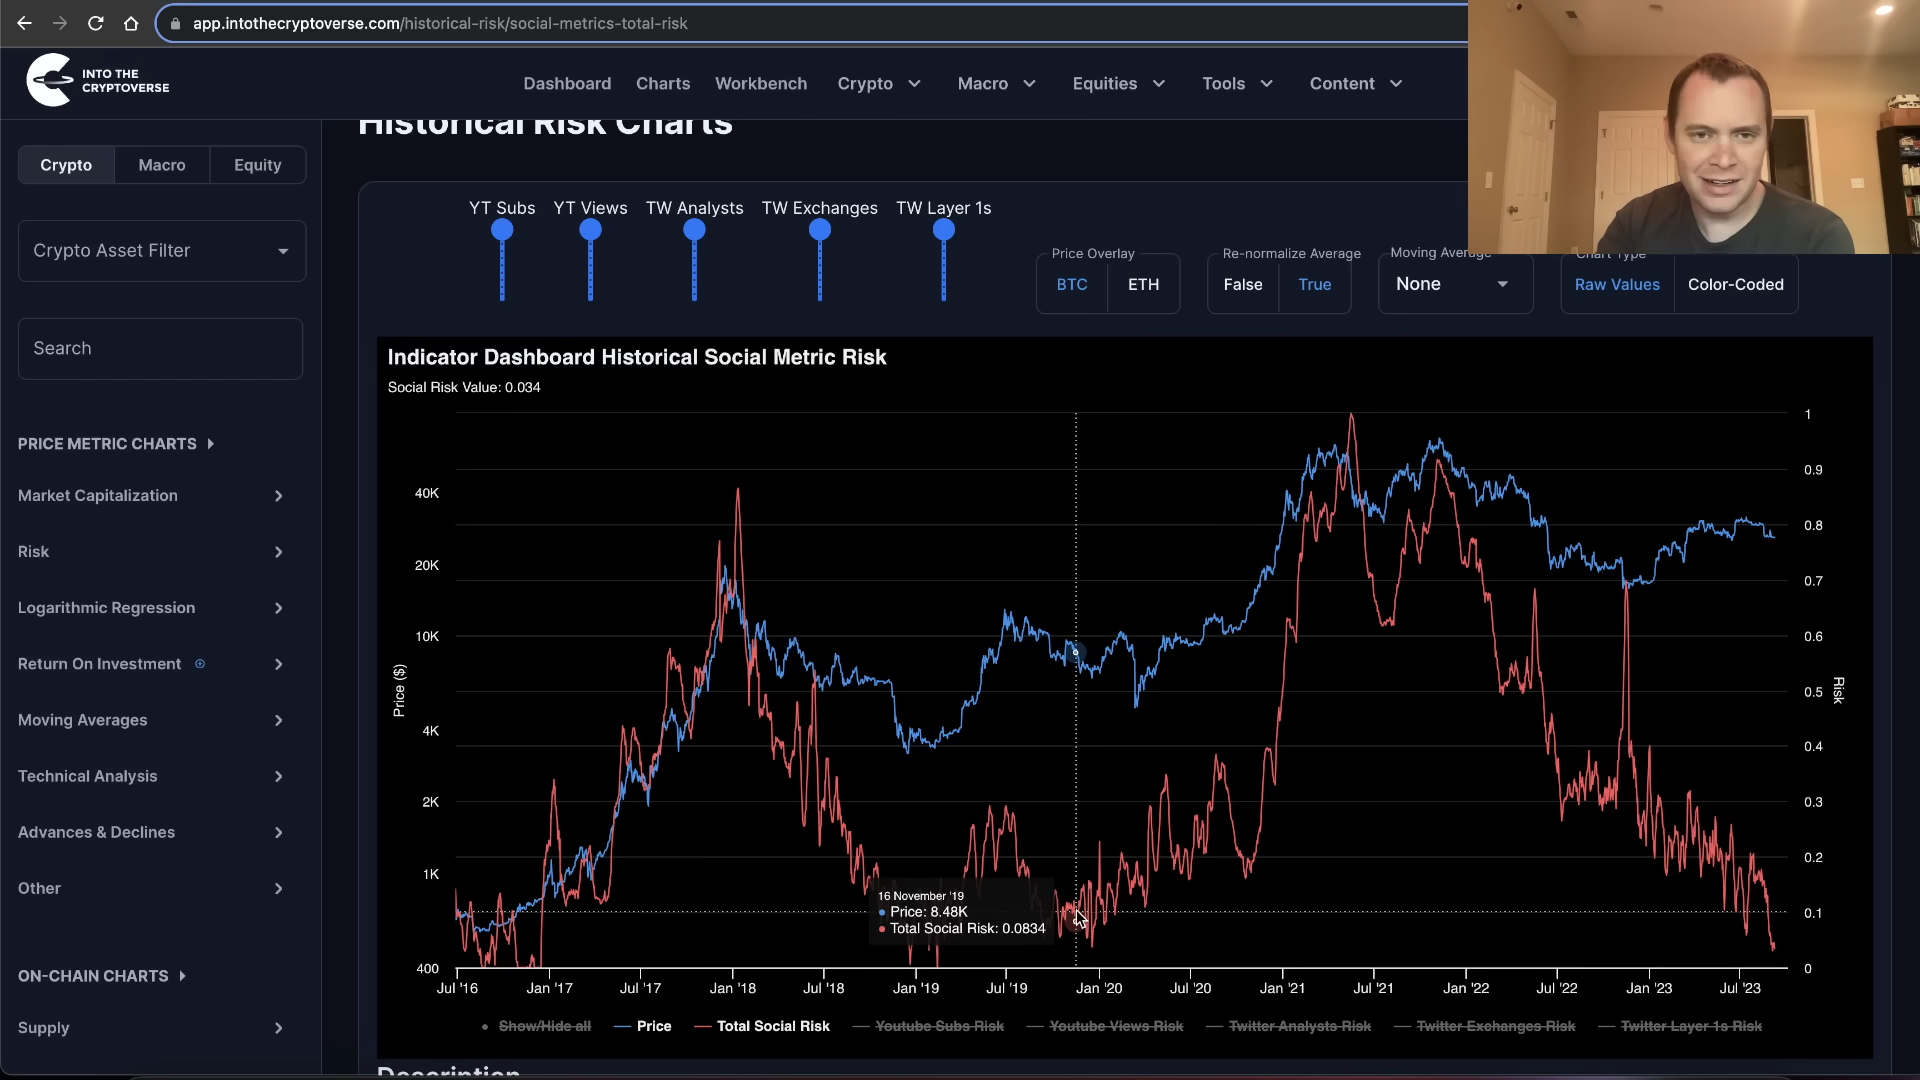 app.intothecryptoverse.com/historical-risk/social-metrics-total-risk
INTO THE
CRYPTOVERSE
Dashboard
Charts
Workbench
Crypto
Macro
Equities
Tools
Content
Historical Risk Charts
Crypto
Macro
Equity
Crypto Asset Filter
Search
PRICE METRIC CHARTS
Market Capitalization
Risk
Logarithmic Regression
Return On Investment
Moving Averages
Technical Analysis
Advances & Declines
Other
ON-CHAIN CHARTS
Supply
YT Subs
YT Views
TW Analysts
TW Exchanges
TW Layer 1s
Price Overlay
BTC
ETH
Re-normalize Average
False
True
Moving Average
None
Chart Type
Raw Values
Color-Coded
Indicator Dashboard Historical Social Metric Risk
Social Risk Value: 0.034
40K
20K
10K
4K
2K
1K
400
Price ($)
1
0.9
0.8
0.7
0.6
0.5
0.4
0.3
0.2
0.1
0
Risk
16 November '19
Price: 8.48K
Total Social Risk: 0.0834
Jul '16
Jan '17
Jul '17
Jan '18
Jul '18
Jan '19
Jul '19
Jan '20
Jul '20
Jan '21
Jul '21
Jan '22
Jul '22
Jan '23
Jul '23
Show/Hide all
Price
Total Social Risk
Youtube Subs Risk
Youtube Views Risk
Twitter Analysts Risk
Twitter Exchanges Risk
Twitter Layer 1s Risk
Description